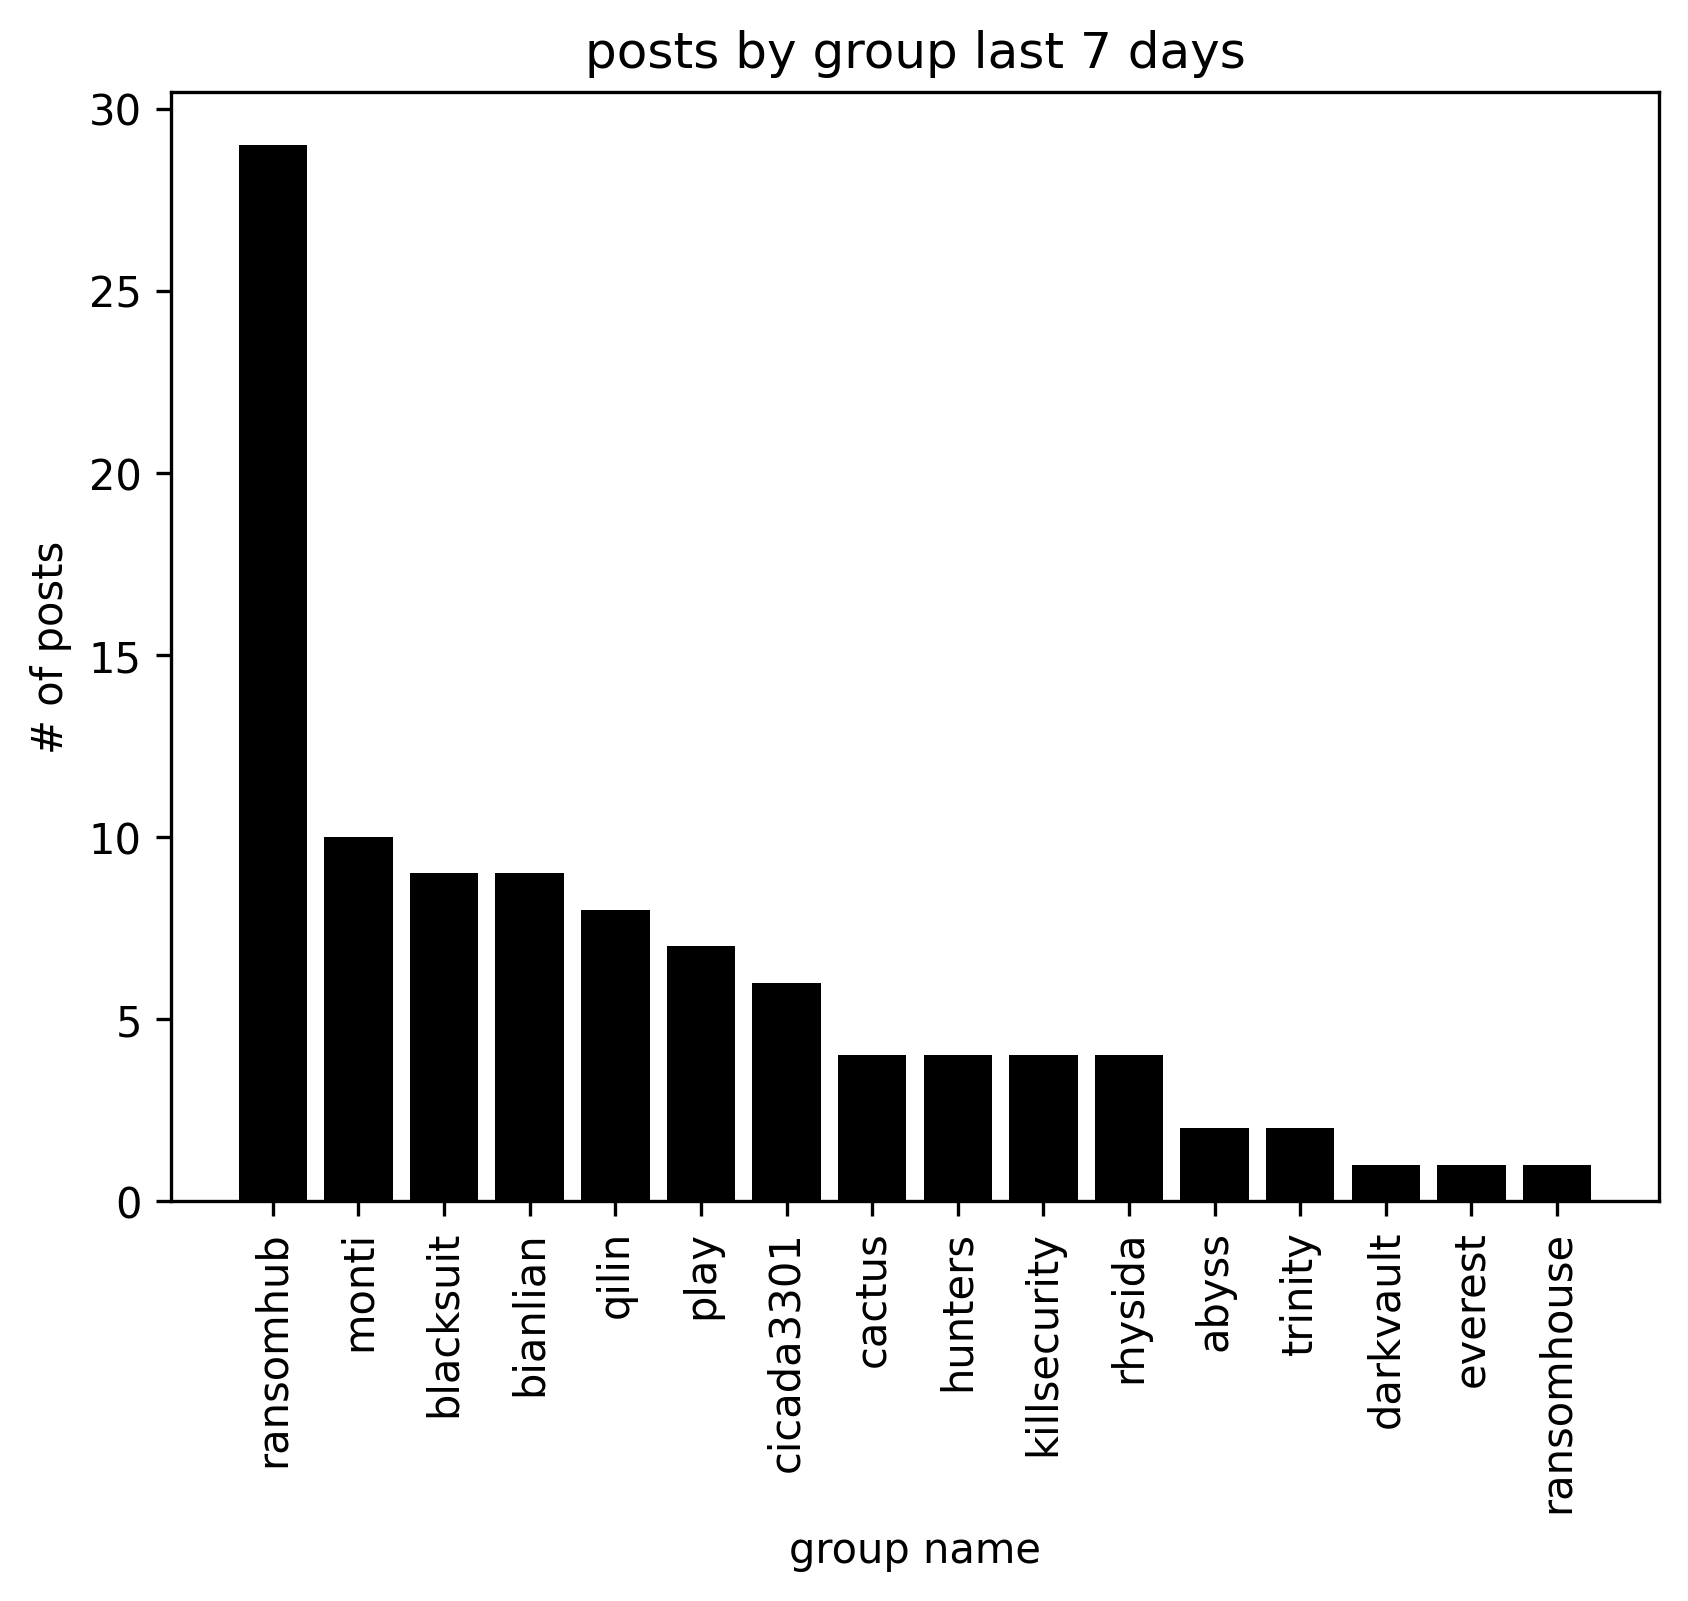 posts by group last 7 days
# of posts
30
25
20
15
10
5
0
ransomhub
monti
blacksuit
bianlian
qilin
play
cicada3301
cactus
hunters
killsecurity
rhysida
abyss
trinity
darkvault
everest
ransomhouse
group name